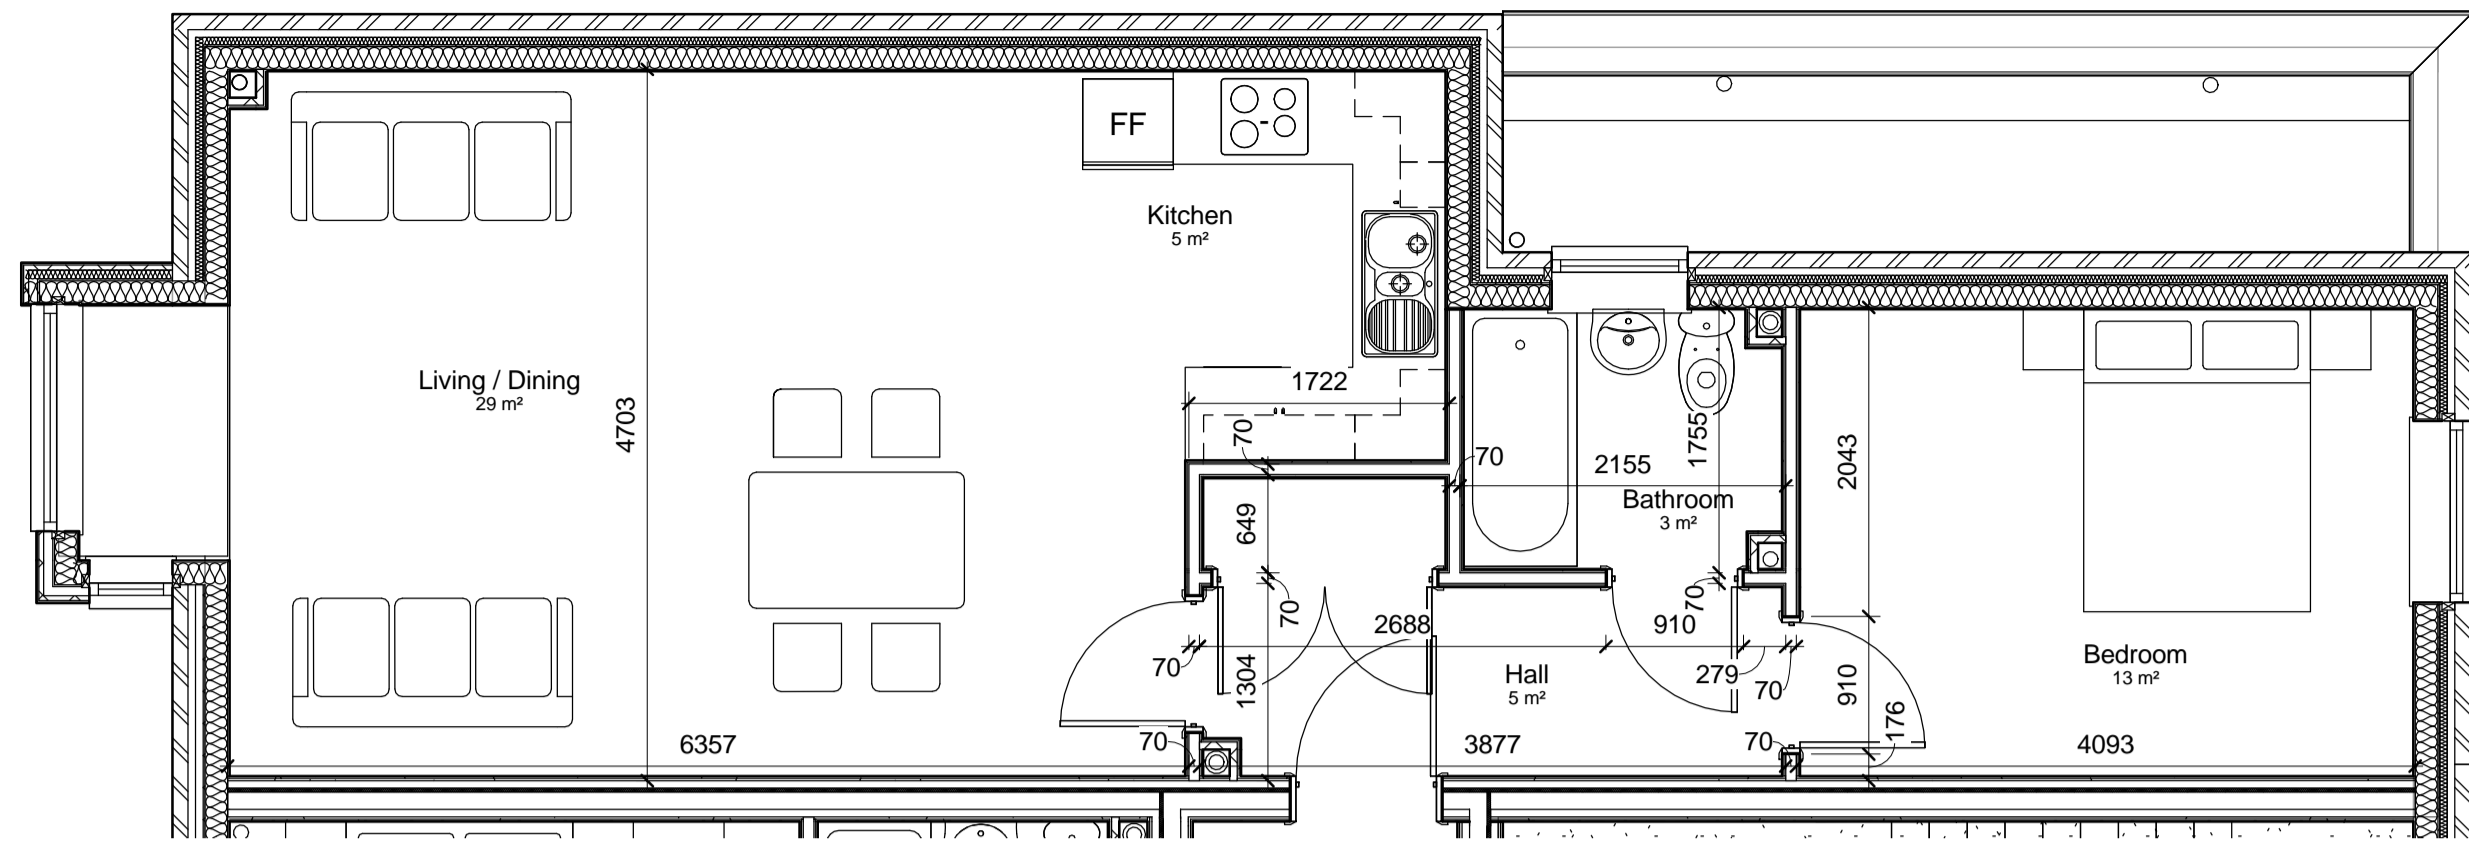 FF
Kitchen
5 m²
Living / Dining
29 m²
4703
1722
70
70
2155
1755
2043
Bathroom
3 m²
649
70
2688
910
70
1304
70
Hall
5 m²
279
70
910
176
Bedroom
13 m²
6357
70
3877
70
4093